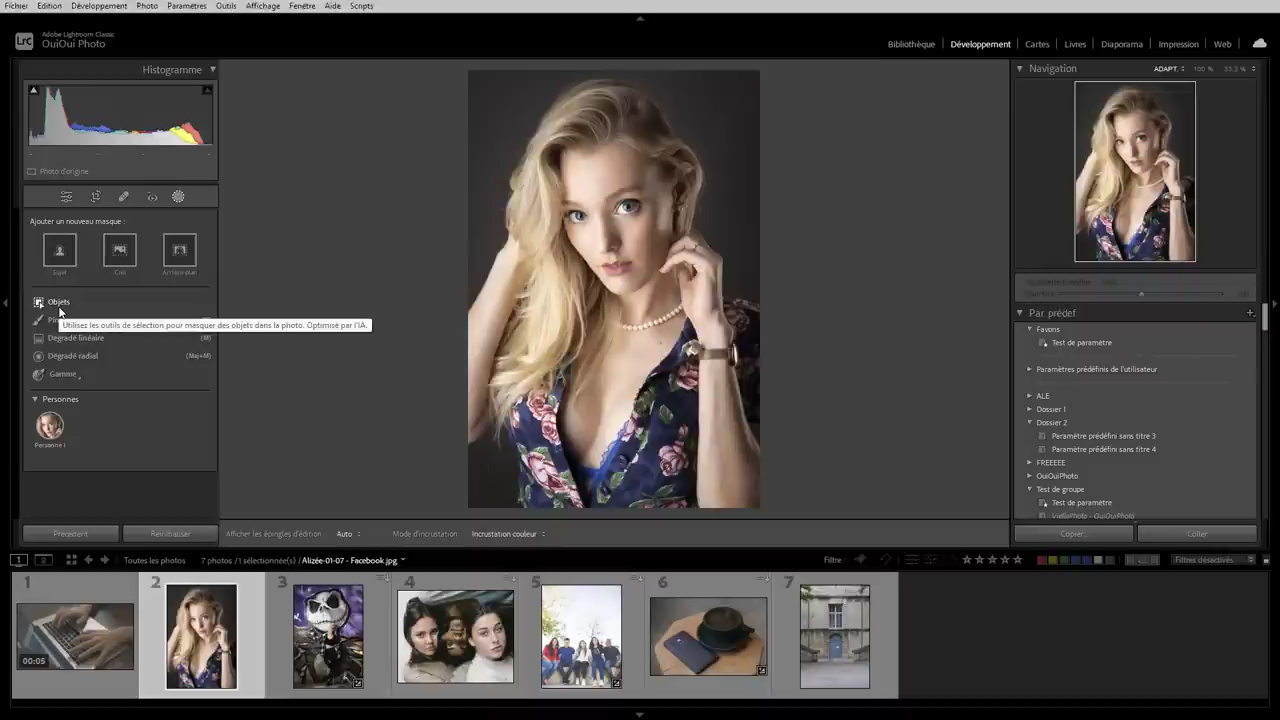 Fichier Edition Développement Photo Paramètres Outils Affichage Fenêtre Aide Scripts
Lrc
Adobe Lightroom Classic
OuiOui Photo
Bibliothèque Développement Cartes Livres Diaporama Impression Web
Histogramme
Photo d'origine
Ajouter un nouveau masque :
Sujet Ciel Arrière-plan
Objets
Utilisez les outils de sélection pour masquer des objets dans la photo. Optimisé par l'IA.
Dégradé linéaire (M)
Dégradé radial (Maj+M)
Gamme
Personnes
Personne 1
Navigation ADAPT. 100 % 33,3 %
Par prédéf
Favoris
Test de paramètre
Paramètres prédéfinis de l'utilisateur
ALE
Dossier 1
Dossier 2
Paramètre prédéfini sans titre 3
Paramètre prédéfini sans titre 4
FREEEEE
OuiOuiPhoto
Test de groupe
Test de paramètre
Précédent Réinitialiser Afficher les épingles d'édition Auto Mode d'incrustation Incrustation couleur Copier... Coller
1 2 Toutes les photos 7 photos /1 sélectionnée(s) / Alizée-01-07 - Facebook.jpg Filtre Filtres désactivés
1 2 3 4 5 6 7
00:05